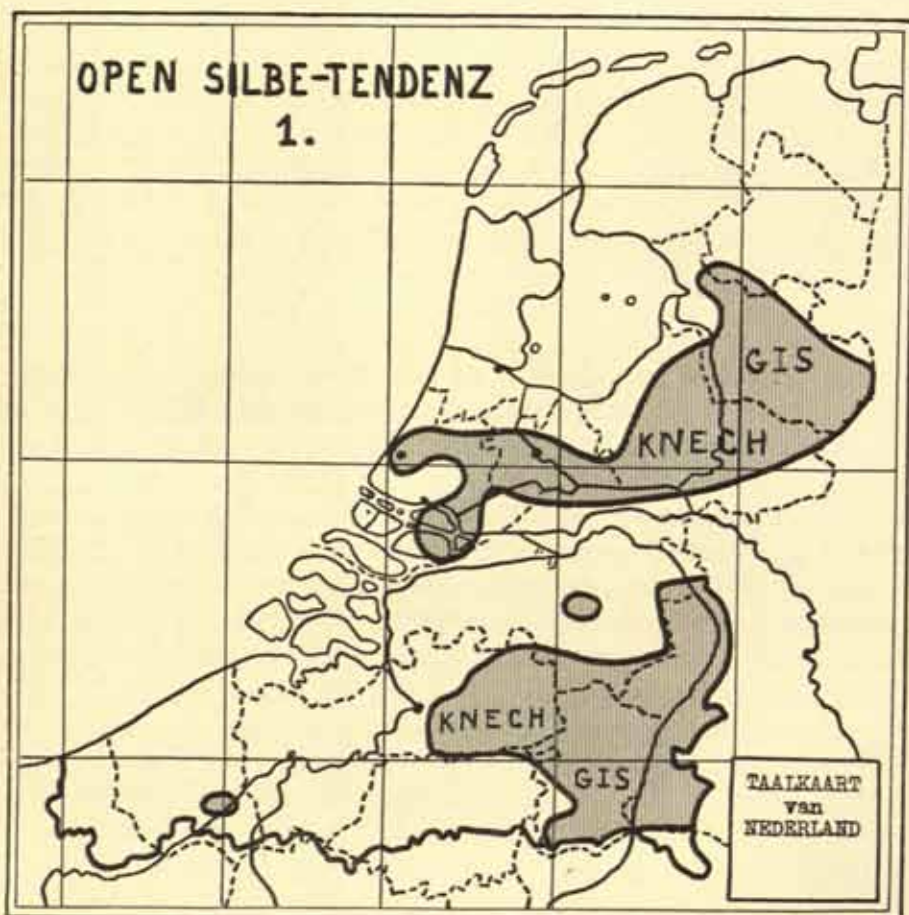 OPEN SILBE-TENDENZ
1.
GIS
KNECH
KNECH
GIS
TAALKAART
van
NEDERLAND